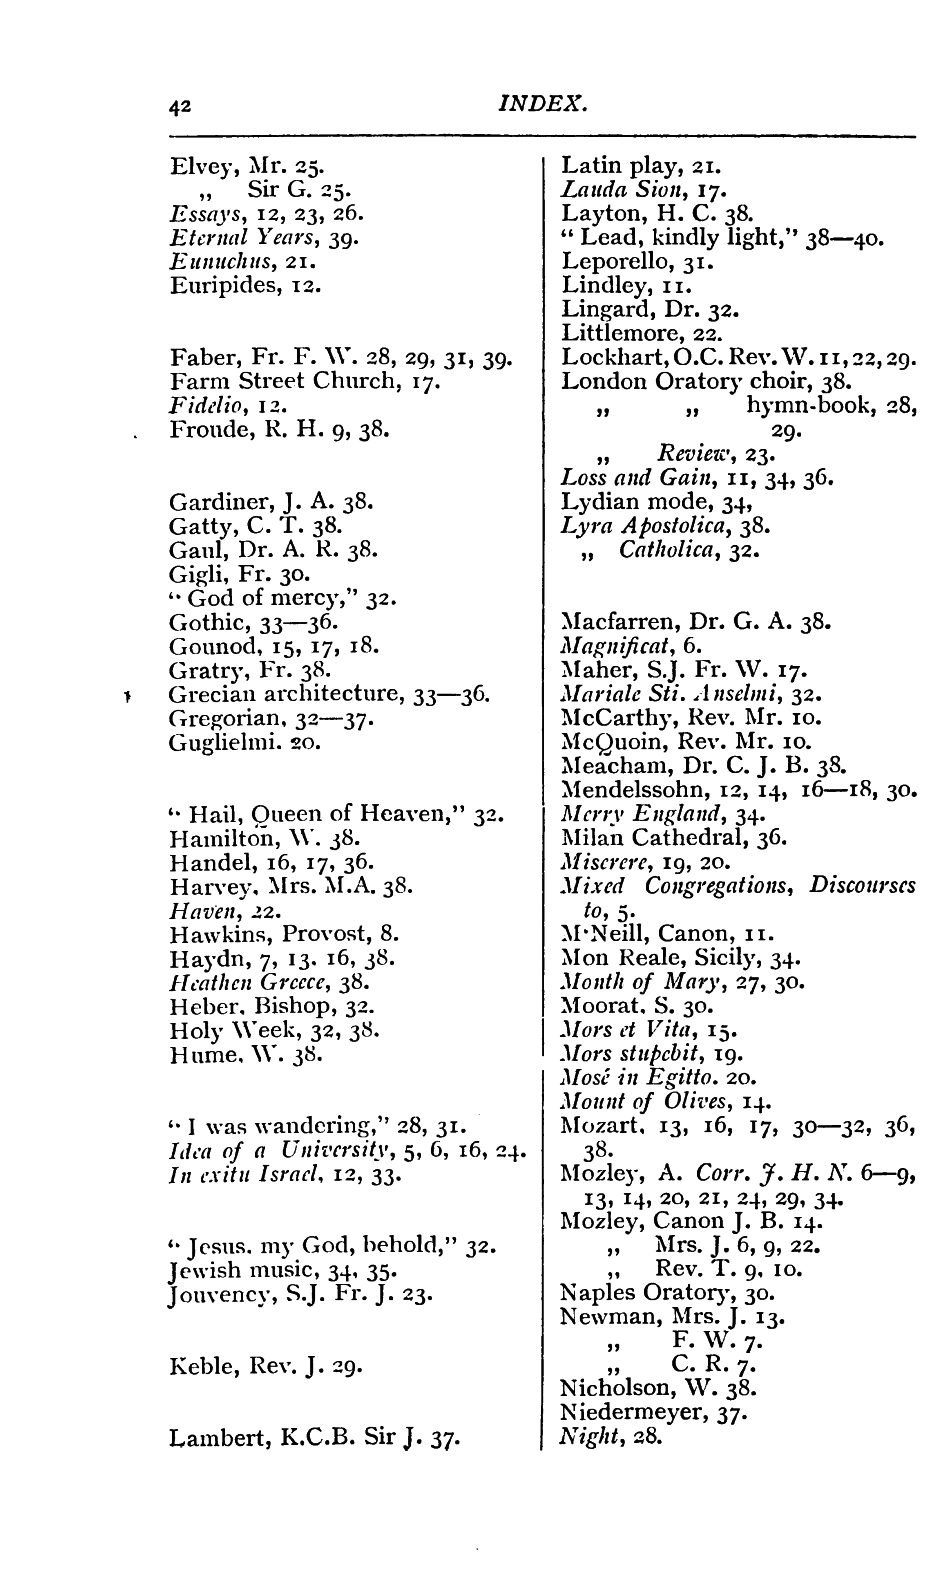 42 INDEX.
Elvey, Mr. 25.
„ Sir G. 25.
Essays, 12, 23, 26.
Eternal Years, 39.
Eunuchus, 21.
Euripides, 12.
Faber, Fr. F. W. 28, 29, 31, 39.
Farm Street Church, 17.
Fidelio, 12.
Froude, R. H. 9, 38.
Gardiner, J. A. 38.
Gatty, C. T. 38.
Gaul, Dr. A. R. 38.
Gigli, Fr. 30.
“ God of mercy,” 32.
Gothic, 33—36.
Gounod, 15, 17, 18.
Gratry, Fr. 38.
Grecian architecture, 33—36.
Gregorian, 32—37.
Guglielmi. 20.
“ Hail, Queen of Heaven,” 32.
Hamilton, W. 38.
Handel, 16, 17, 36.
Harvey, Mrs. M.A. 38.
Haven, 22.
Hawkins, Provost, 8.
Haydn, 7, 13. 16, 38.
Heathen Greece, 38.
Heber, Bishop, 32.
Holy Week, 32, 38.
Hume, W. 38.
“ I was wandering,” 28, 31.
Idea of a University, 5, 6, 16, 24.
In exitu Israel, 12, 33.
“ Jesus. my God, behold,” 32.
Jewish music, 34, 35.
Jouvency, S.J. Fr. J. 23.
Keble, Rev. J. 29.
Lambert, K.C.B. Sir J. 37.
Latin play, 21.
Lauda Sion, 17.
Layton, H. C. 38.
“ Lead, kindly light,” 38—40.
Leporello, 31.
Lindley, 11.
Lingard, Dr. 32.
Littlemore, 22.
Lockhart, O.C. Rev. W. 11, 22, 29.
London Oratory choir, 38.
„ „ hymn-book, 28,
29.
„ Review, 23.
Loss and Gain, 11, 34, 36.
Lydian mode, 34,
Lyra Apostolica, 38.
„ Catholica, 32.
Macfarren, Dr. G. A. 38.
Magnificat, 6.
Maher, S.J. Fr. W. 17.
Mariale Sti. Anselmi, 32.
McCarthy, Rev. Mr. 10.
McQuoin, Rev. Mr. 10.
Meacham, Dr. C. J. B. 38.
Mendelssohn, 12, 14, 16—18, 30.
Merry England, 34.
Milan Cathedral, 36.
Miserere, 19, 20.
Mixed Congregations, Discourses
to, 5.
M‘Neill, Canon, 11.
Mon Reale, Sicily, 34.
Month of Mary, 27, 30.
Moorat. S. 30.
Mors et Vita, 15.
Mors stupebit, 19.
Mosé in Egitto. 20.
Mount of Olives, 14.
Mozart, 13, 16, 17, 30—32, 36,
38.
Mozley, A. Corr. J. H. N. 6—9,
13, 14, 20, 21, 24, 29, 34.
Mozley, Canon J. B. 14.
„ Mrs. J. 6, 9, 22.
„ Rev. T. 9, 10.
Naples Oratory, 30.
Newman, Mrs. J. 13.
„ F. W. 7.
„ C. R. 7.
Nicholson, W. 38.
Niedermeyer, 37.
Night, 28.